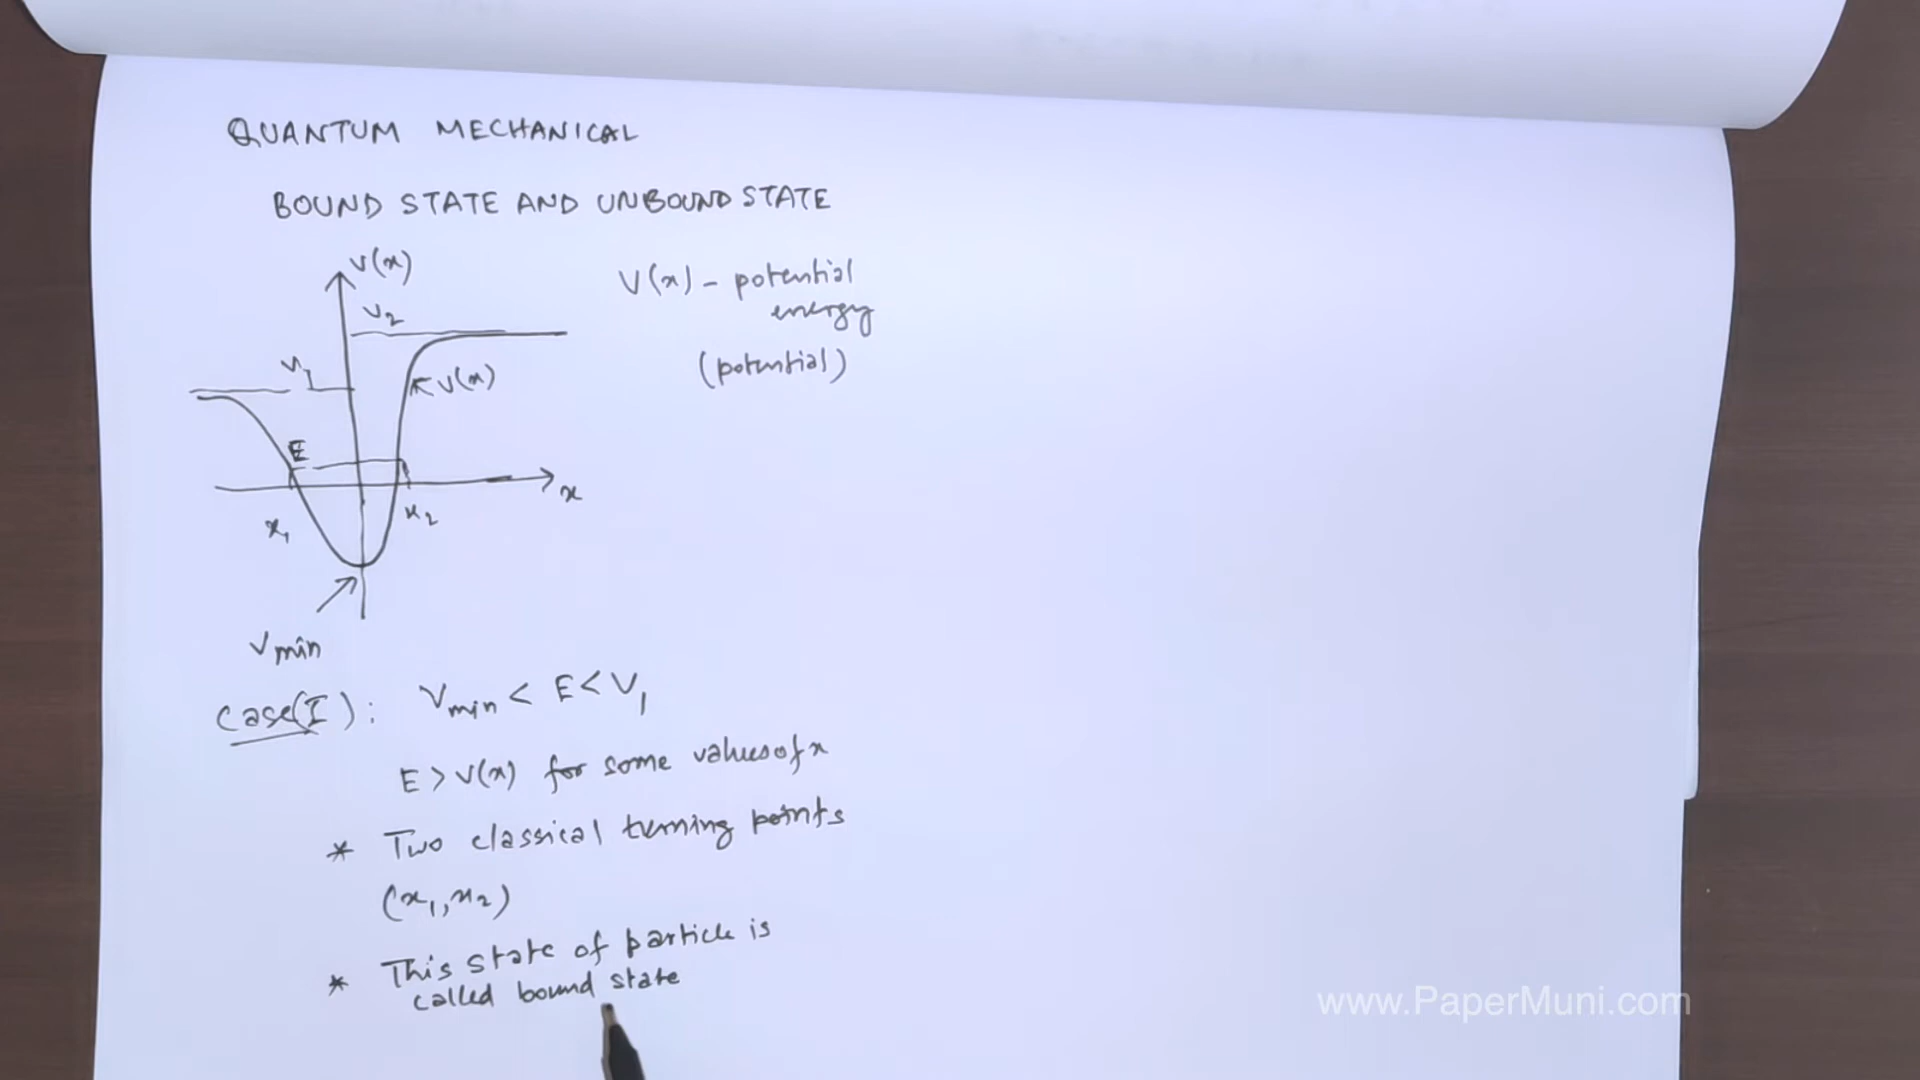 QUANTUM MECHANICAL
BOUND STATE AND UNBOUND STATE
V(x)
V2
V1
V(x)
E
x
x1
x2
Vmin
V(x) - potential
energy
(potential)
Case(I): Vmin < E < V1
E > V(x) for some values of x
* Two classical turning points
(x1, x2)
* This state of particle is
called bound state
www.PaperMuni.com